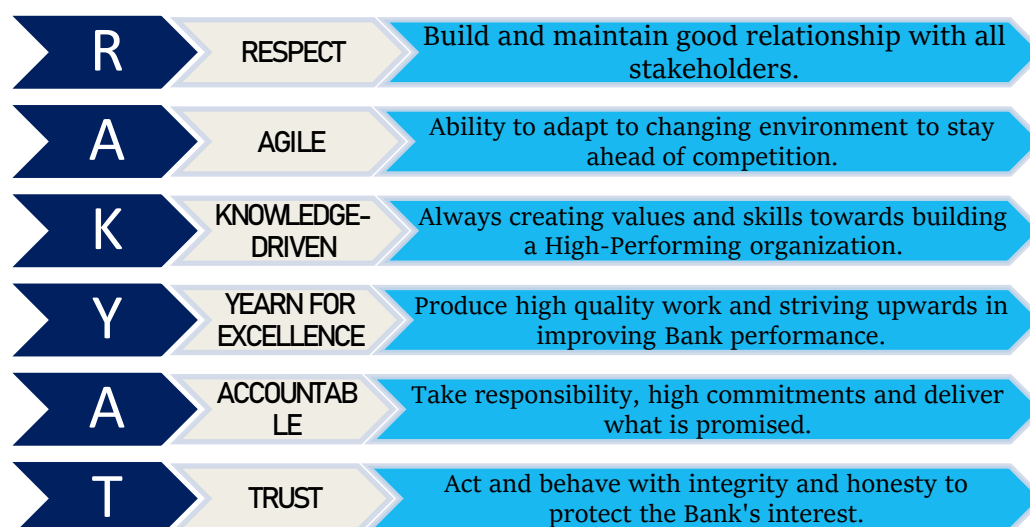 R
RESPECT
Build and maintain good relationship with all
stakeholders.
A
AGILE
Ability to adapt to changing environment to stay
ahead of competition.
K
KNOWLEDGE-
DRIVEN
Always creating values and skills towards building
a High-Performing organization.
Y
YEARN FOR
EXCELLENCE
Produce high quality work and striving upwards in
improving Bank performance.
A
ACCOUNTAB
LE
Take responsibility, high commitments and deliver
what is promised.
T
TRUST
Act and behave with integrity and honesty to
protect the Bank's interest.